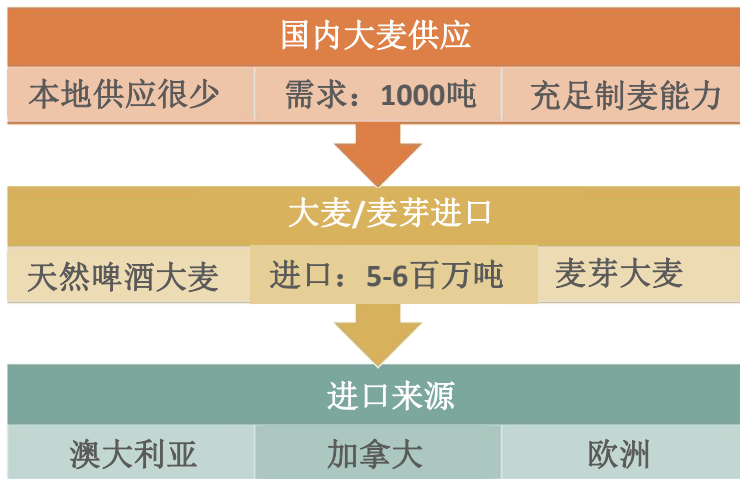 国内大麦供应
本地供应很少 需求：1000吨 充足制麦能力
大麦/麦芽进口
天然啤酒大麦 进口：5-6百万吨 麦芽大麦
进口来源
澳大利亚 加拿大 欧洲